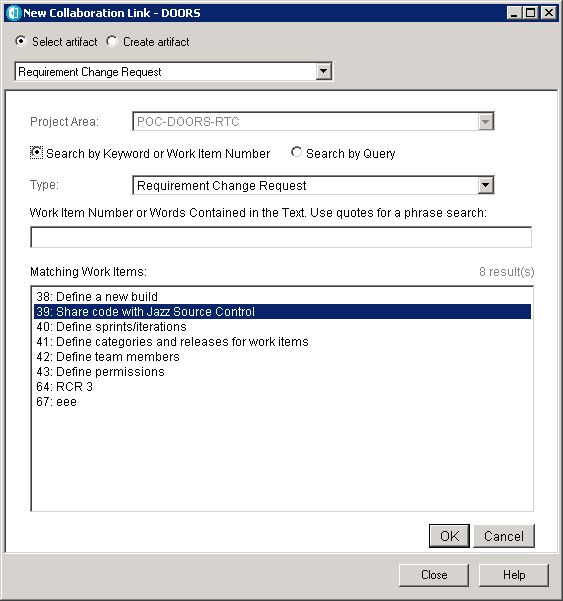 New Collaboration Link - DOORS
Select artifact Create artifact
Requirement Change Request
Project Area: POC-DOORS-RTC
Search by Keyword or Work Item Number Search by Query
Type: Requirement Change Request
Work Item Number or Words Contained in the Text. Use quotes for a phrase search:
Matching Work Items: 8 result(s)
38: Define a new build
39: Share code with Jazz Source Control
40: Define sprints/iterations
41: Define categories and releases for work items
42: Define team members
43: Define permissions
64: RCR 3
67: eee
OK Cancel
Close Help